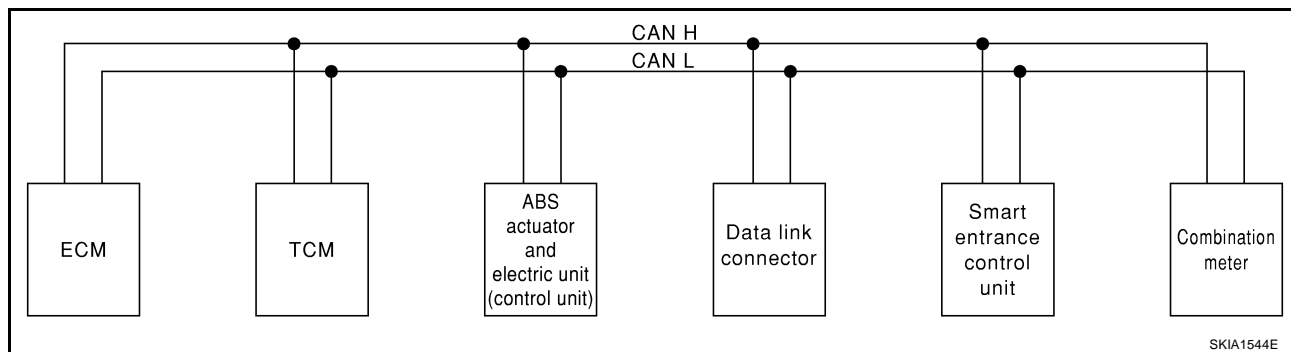 CAN H
CAN L
ECM
TCM
ABS
actuator
and
electric unit
(control unit)
Data link
connector
Smart
entrance
control
unit
Combination
meter
SKIA1544E